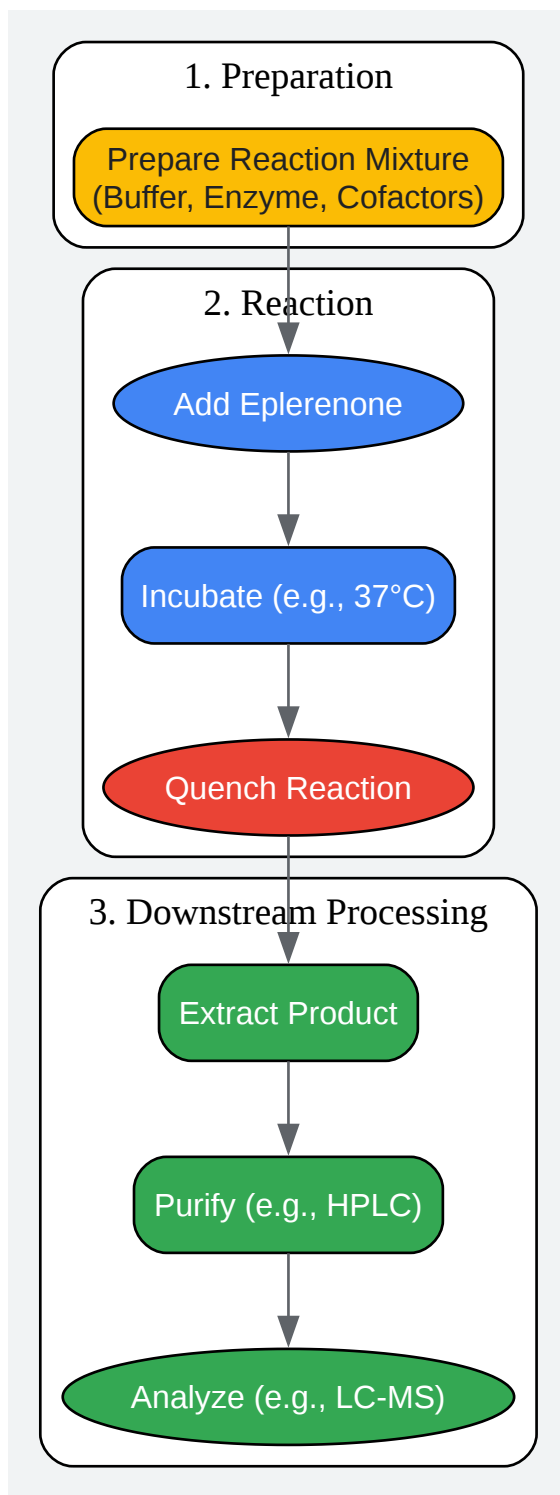 1. Preparation
Prepare Reaction Mixture
(Buffer, Enzyme, Cofactors)
2. Reaction
Add Eplerenone
Incubate (e.g., 37°C)
Quench Reaction
3. Downstream Processing
Extract Product
Purify (e.g., HPLC)
Analyze (e.g., LC-MS)